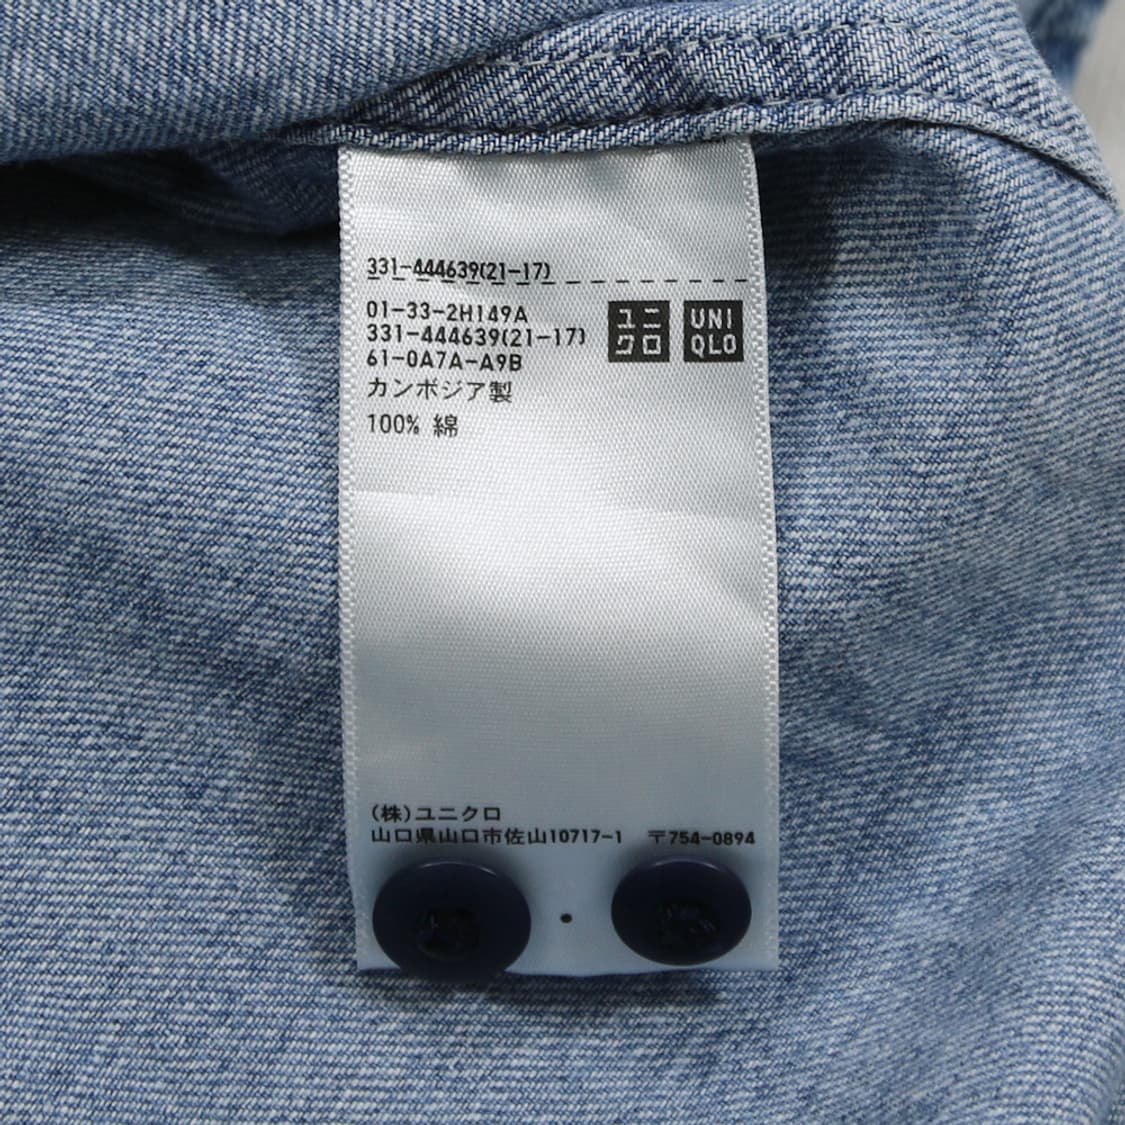 331-444639(21-17)
01-33-2H149A
331-444639(21-17)
61-0A7A-A9B
カンボジア製
100% 綿
ユニ
クロ
UNI
QLO
(株)ユニクロ
山口県山口市佐山10717-1 〒754-0894